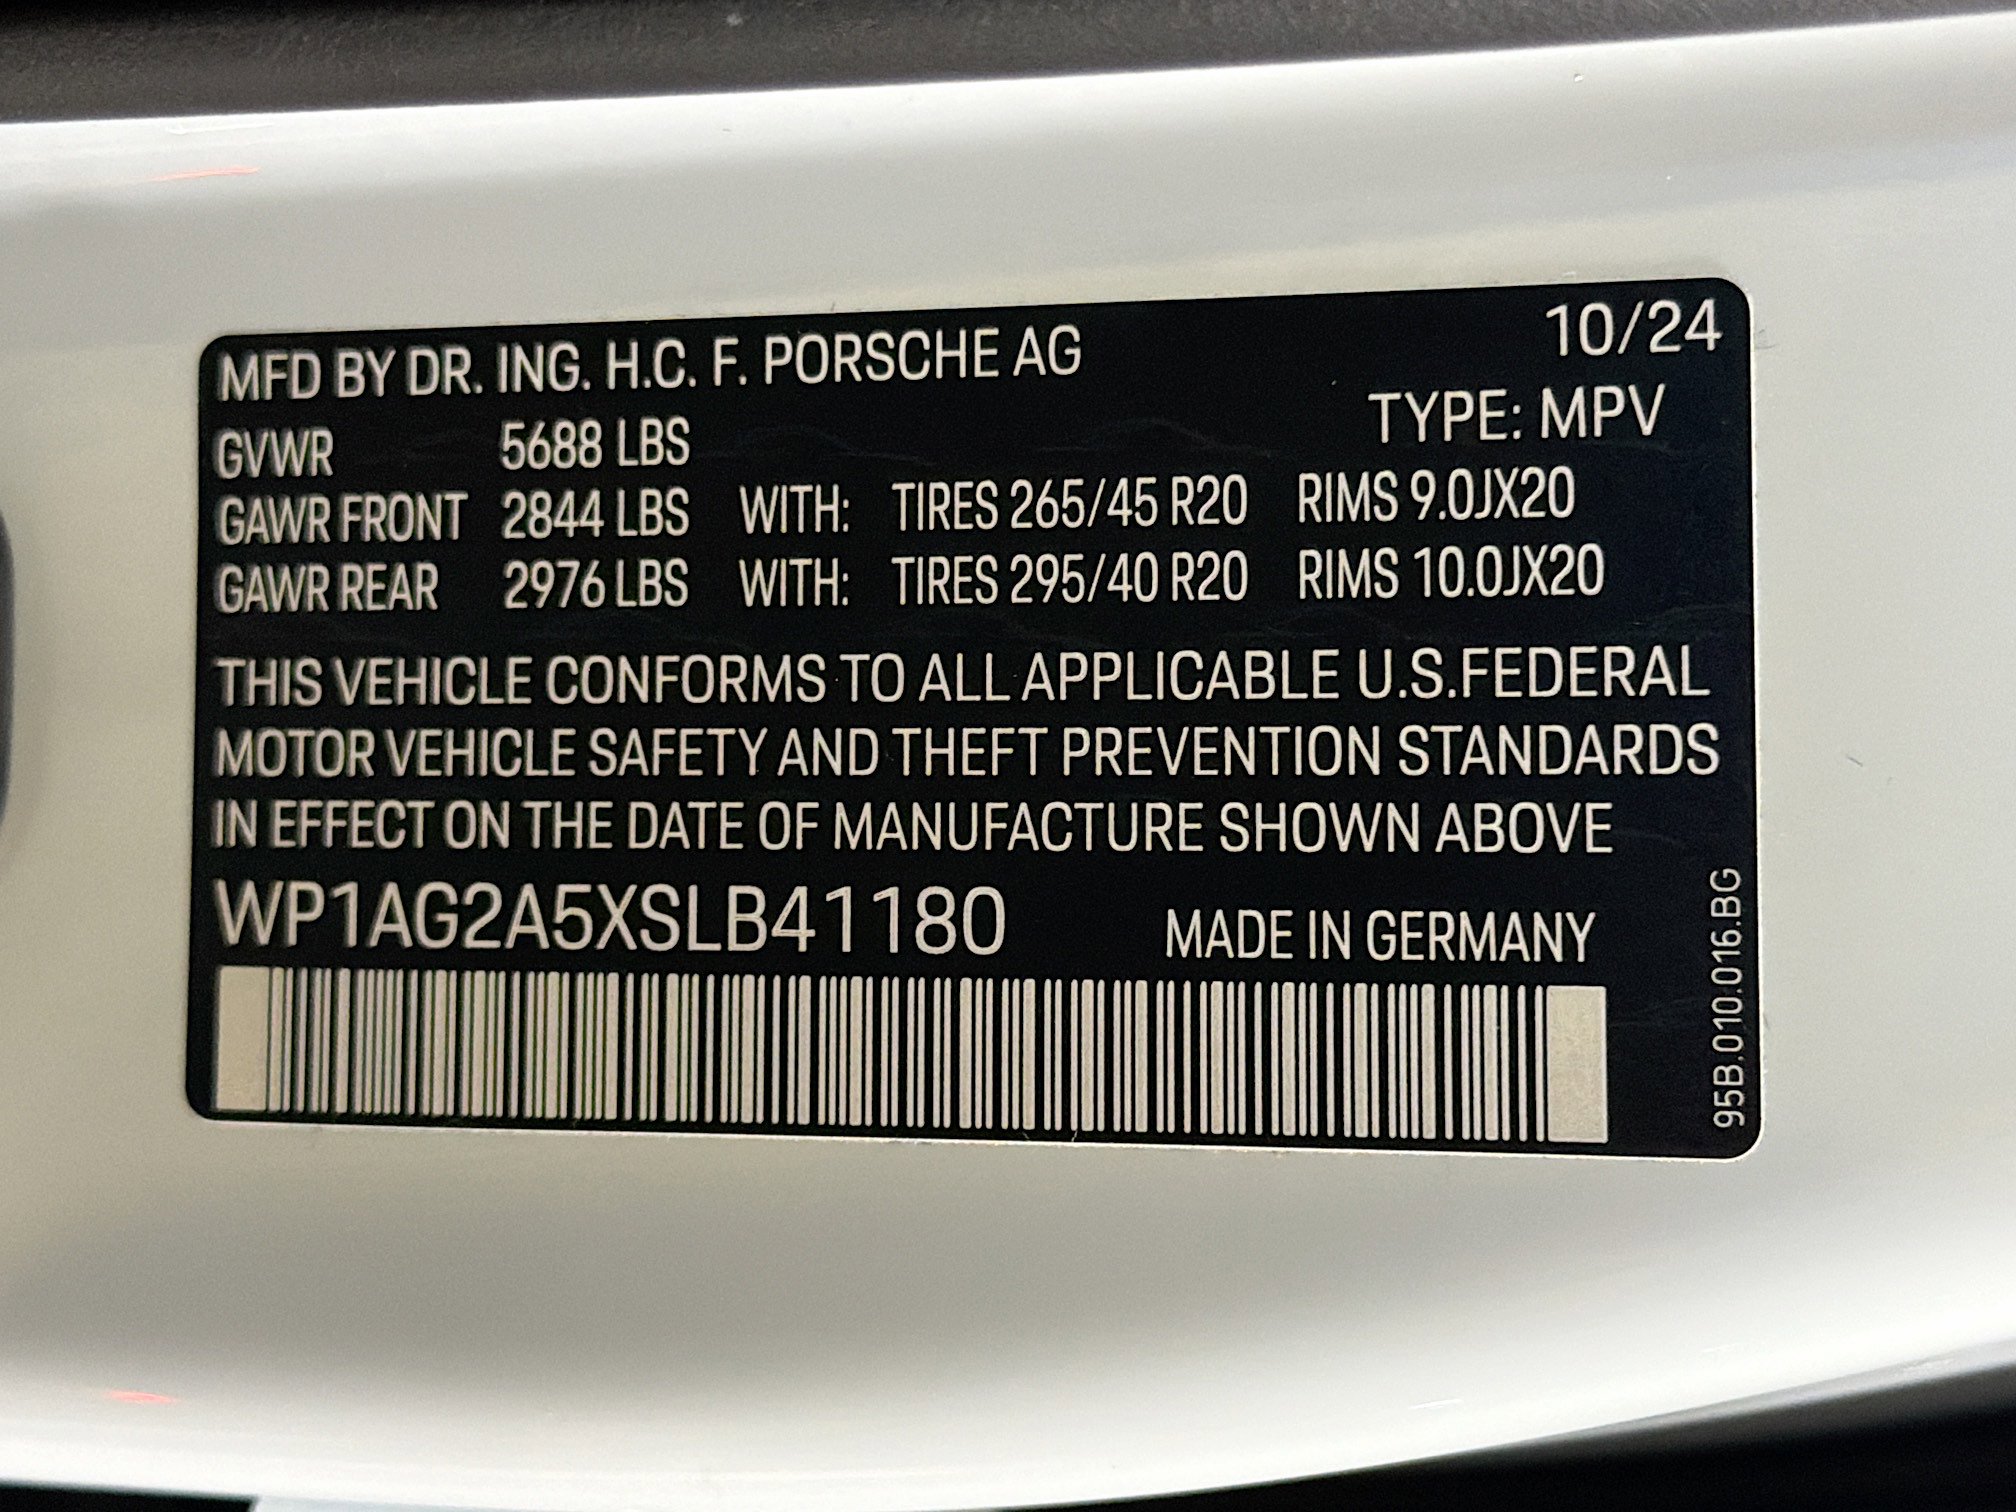 MFD BY DR. ING. H.C. F. PORSCHE AG 10/24
TYPE: MPV
GVWR 5688 LBS
GAWR FRONT 2844 LBS WITH: TIRES 265/45 R20 RIMS 9.0JX20
GAWR REAR 2976 LBS WITH: TIRES 295/40 R20 RIMS 10.0JX20
THIS VEHICLE CONFORMS TO ALL APPLICABLE U.S.FEDERAL
MOTOR VEHICLE SAFETY AND THEFT PREVENTION STANDARDS
IN EFFECT ON THE DATE OF MANUFACTURE SHOWN ABOVE
WP1AG2A5XSLB41180 MADE IN GERMANY
95B.010.016.BG